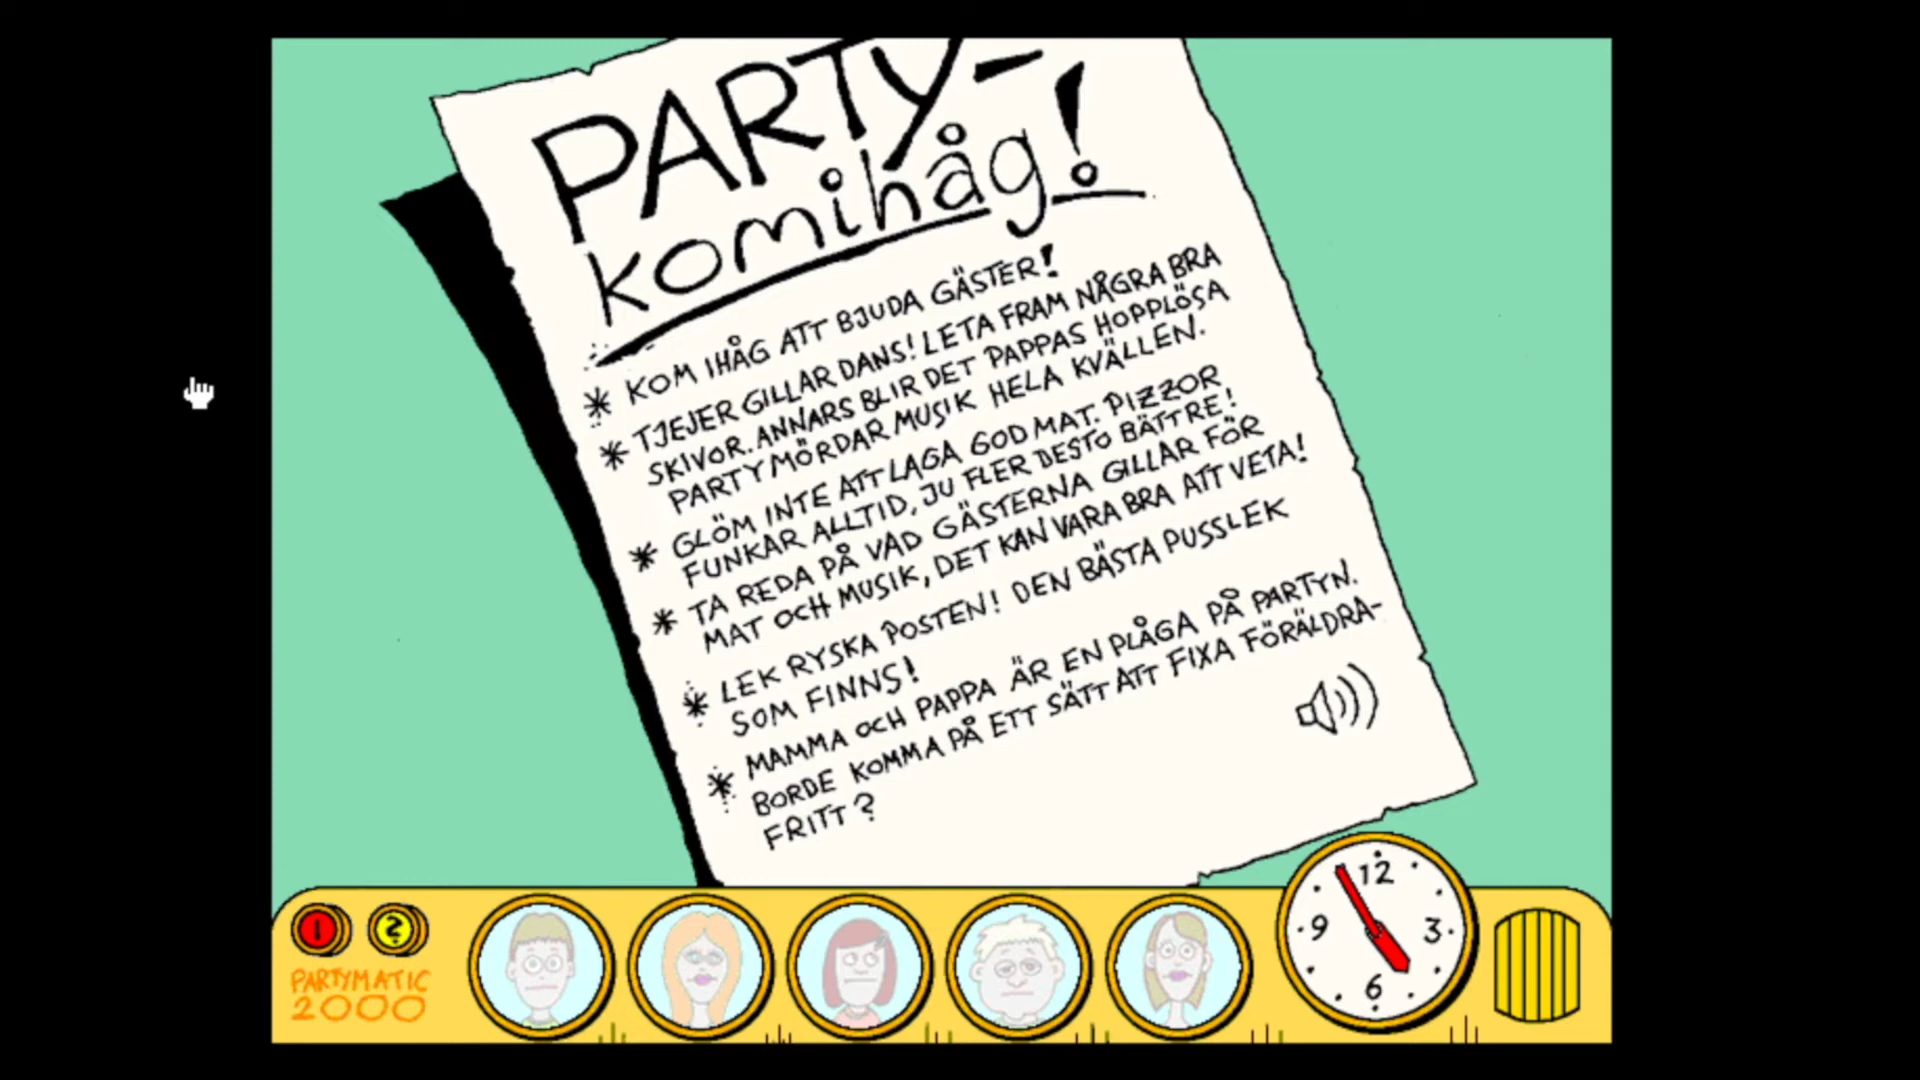 PARTY-
komihåg!
* KOM IHÅG ATT BJUDA GÄSTER!
* TJEJER GILLAR DANS! LETA FRAM NÅGRA BRA
SKIVOR. ANNARS BLIR DET PAPPAS HOPPLÖSA
PARTYMÖRDAR MUSIK HELA KVÄLLEN.
* GLÖM INTE ATT LAGA GOD MAT. PIZZOR
FUNKAR ALLTID, JU FLER DESTO BÄTTRE!
* TA REDA PÅ VAD GÄSTERNA GILLAR FÖR
MAT OCH MUSIK, DET KAN VARA BRA ATT VETA!
* LEK RYSKA POSTEN! DEN BÄSTA PUSSLEK
SOM FINNS!
* MAMMA OCH PAPPA ÄR EN PLÅGA PÅ PARTYN.
BORDE KOMMA PÅ ETT SÄTT ATT FIXA FÖRÄLDRA-
FRITT?
1 2
PARTYMATIC
2000
12
9 3
6